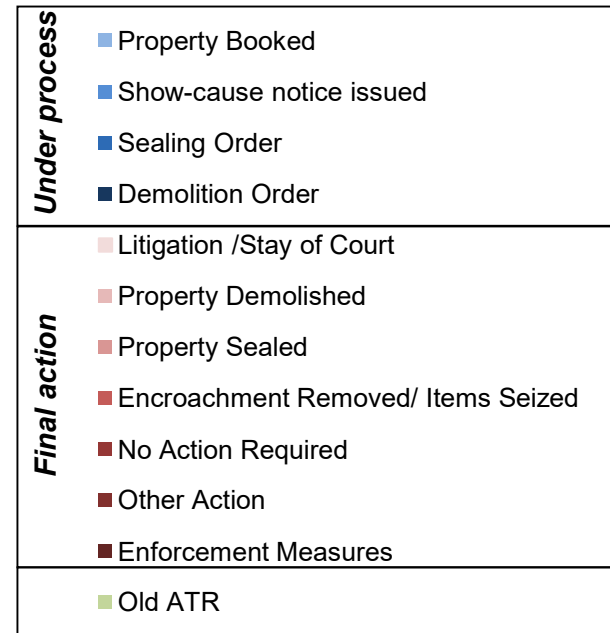 Under process
Property Booked
Show-cause notice issued
Sealing Order
Demolition Order
Final action
Litigation /Stay of Court
Property Demolished
Property Sealed
Encroachment Removed/ Items Seized
No Action Required
Other Action
Enforcement Measures
Old ATR